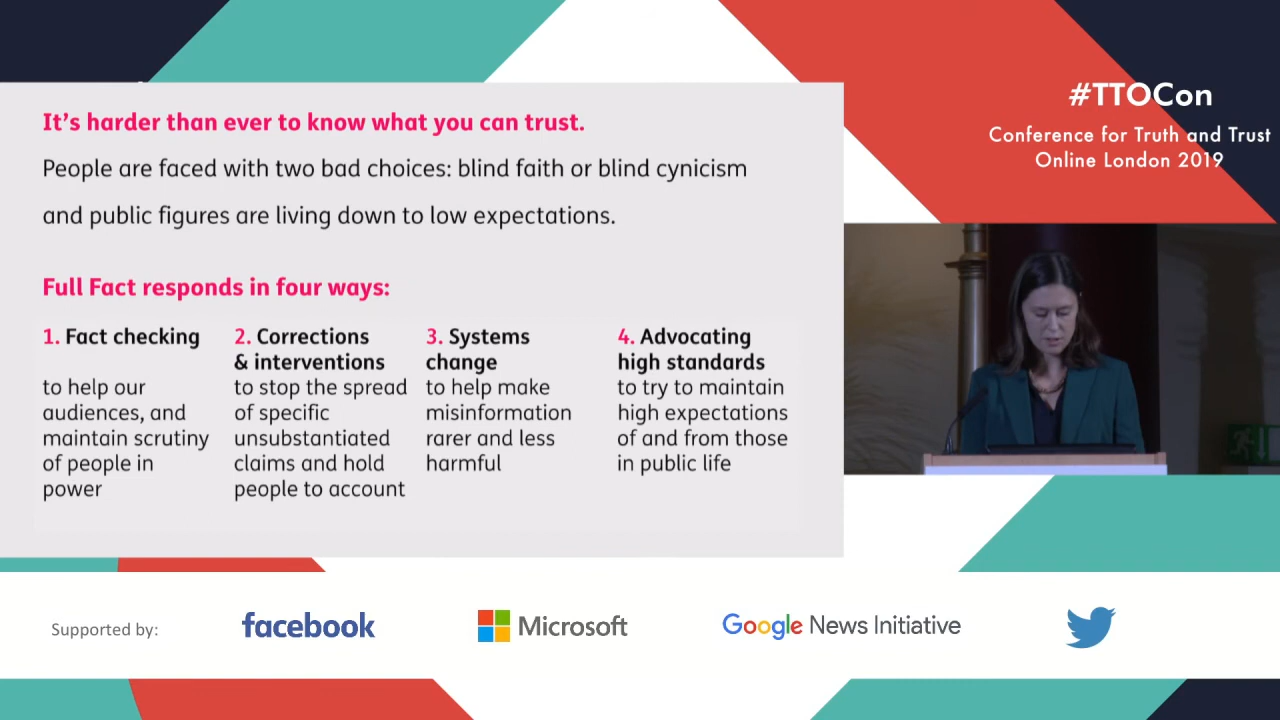 It's harder than ever to know what you can trust.
People are faced with two bad choices: blind faith or blind cynicism
and public figures are living down to low expectations.
Full Fact responds in four ways:
1. Fact checking
to help our
audiences, and
maintain scrutiny
of people in
power
2. Corrections
& interventions
to stop the spread
of specific
unsubstantiated
claims and hold
people to account
3. Systems
change
to help make
misinformation
rarer and less
harmful
4. Advocating
high standards
to try to maintain
high expectations
of and from those
in public life
#TTOCon
Conference for Truth and Trust
Online London 2019
Supported by:
facebook
Microsoft
Google News Initiative